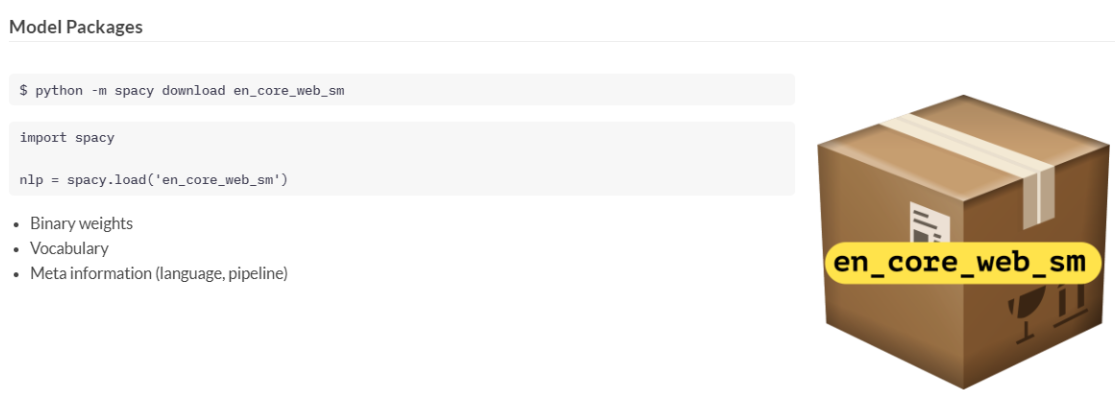 Model Packages
$ python -m spacy download en_core_web_sm
import spacy
nlp = spacy.load('en_core_web_sm')
• Binary weights
• Vocabulary
• Meta information (language, pipeline)
en_core_web_sm